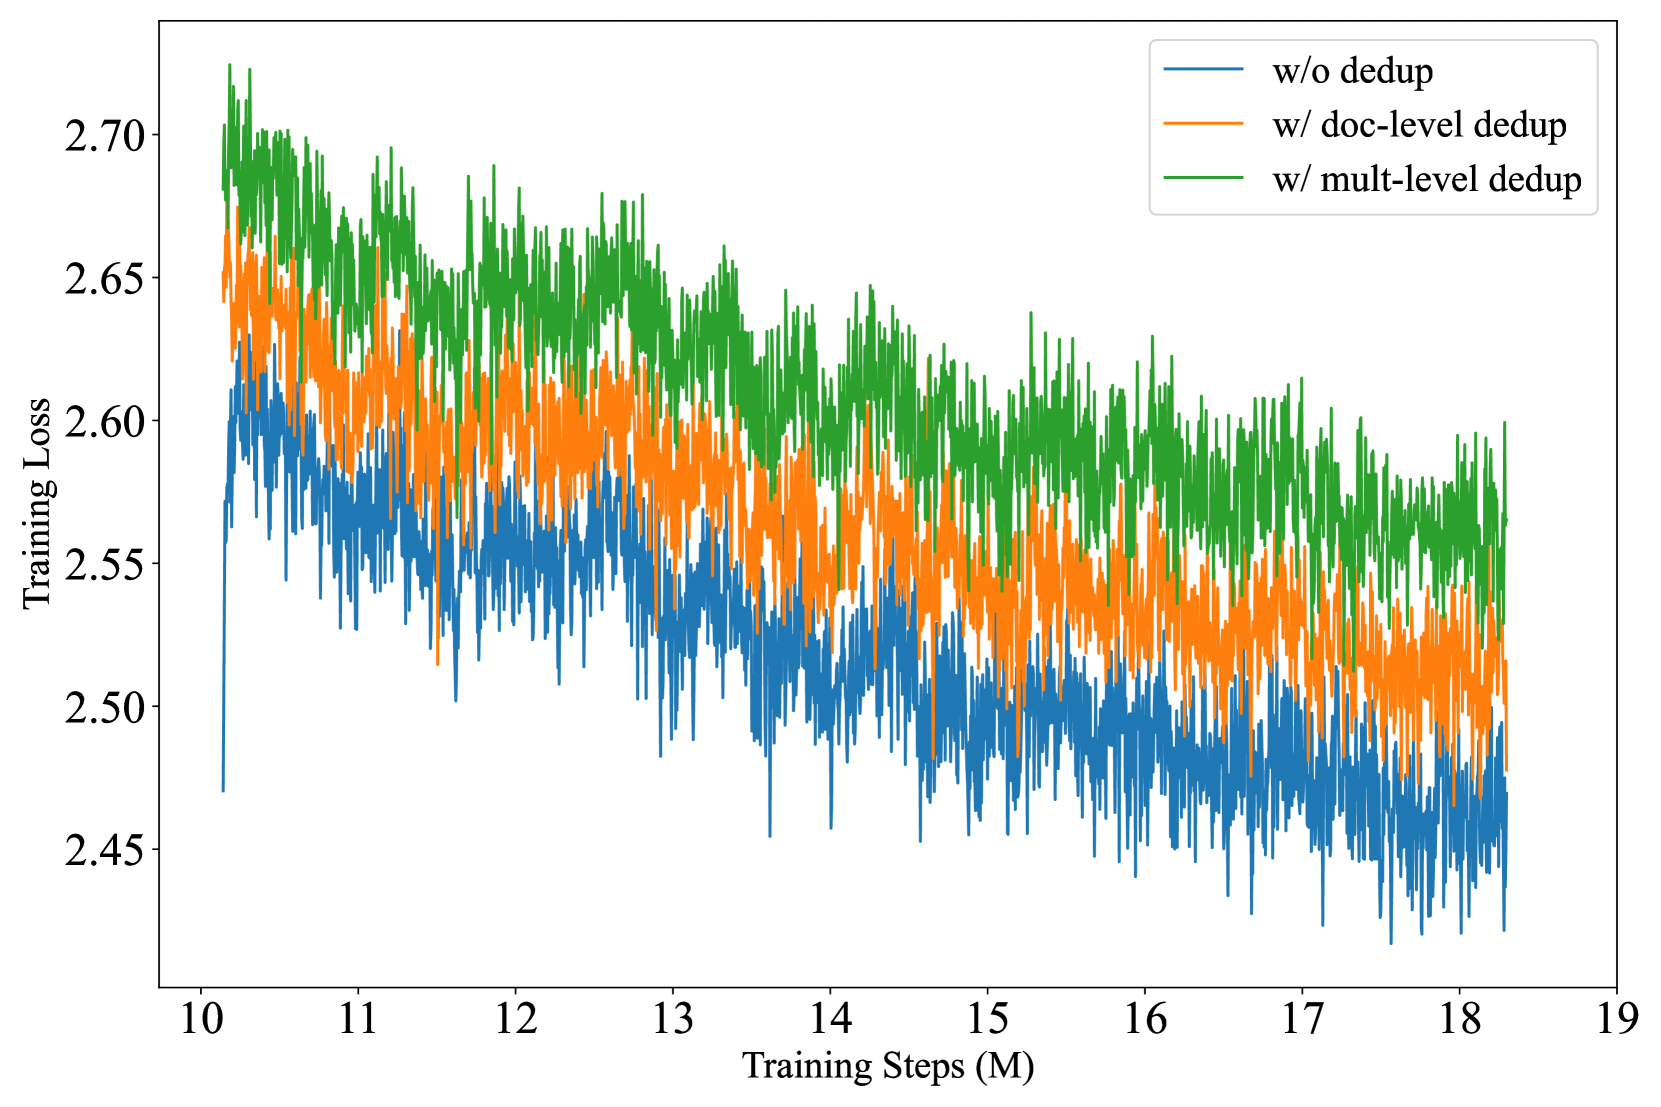 w/o dedup
w/ doc-level dedup
w/ mult-level dedup
Training Loss
2.70
2.65
2.60
2.55
2.50
2.45
10 11 12 13 14 15 16 17 18 19
Training Steps (M)